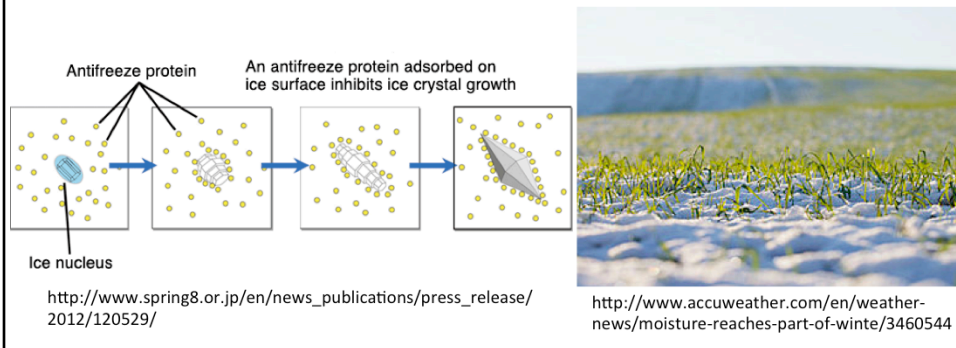 Antifreeze protein
An antifreeze protein adsorbed on
ice surface inhibits ice crystal growth
Ice nucleus
http://www.spring8.or.jp/en/news_publications/press_release/
2012/120529/
http://www.accuweather.com/en/weather-
news/moisture-reaches-part-of-winte/3460544